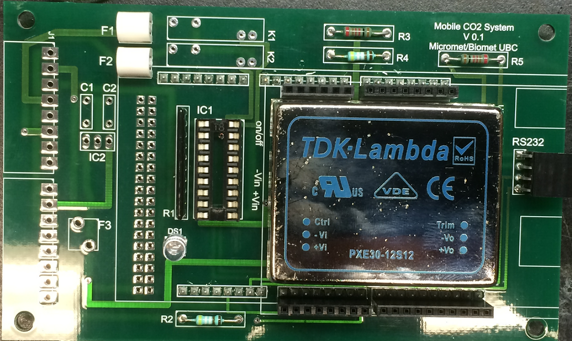 Mobile CO2 System
V 0.1
Micromet/Biomet UBC
F1
F2
K1
K2
R3
R4
R5
C1
C2
IC2
IC1
on/off
-Vin +Vin
TDK·Lambda
RoHS
C
US
VDE
CE
RS232
R1
F3
DS1
Ctrl
-Vi
+Vi
Trim
-Vo
+Vo
PXE30-12S12
R2